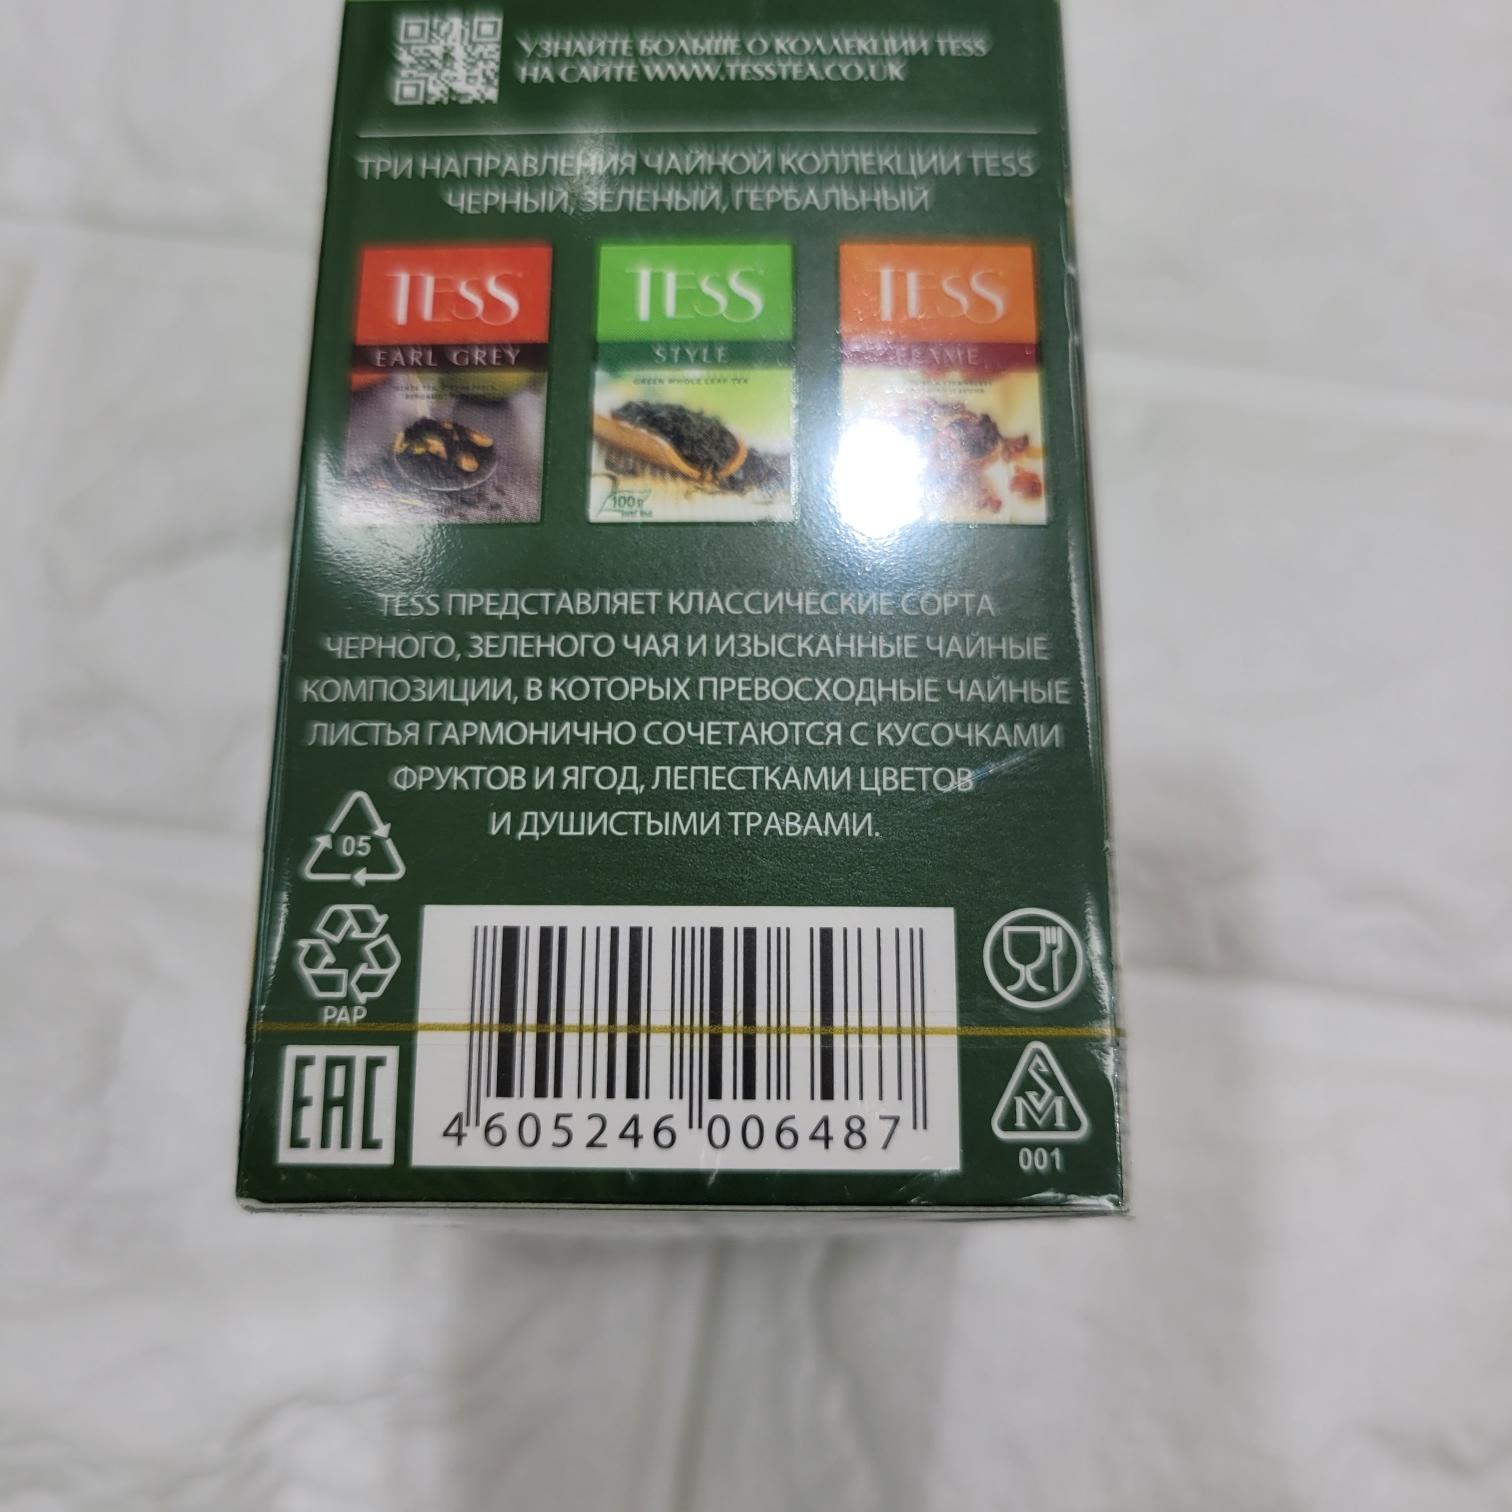 УЗНАЙТЕ БОЛЬШЕ О КОЛЛЕКЦИИ TESS
НА САЙТЕ WWW.TESSTEA.CO.UK
ТРИ НАПРАВЛЕНИЯ ЧАЙНОЙ КОЛЛЕКЦИИ TESS
ЧЕРНЫЙ, ЗЕЛЕНЫЙ, ГЕРБАЛЬНЫЙ
TESS
EARL GREY
TESS
STYLE
GREEN WHOLE LEAF TEA
100g
TESS
FLAME
TESS ПРЕДСТАВЛЯЕТ КЛАССИЧЕСКИЕ СОРТА
ЧЕРНОГО, ЗЕЛЕНОГО ЧАЯ И ИЗЫСКАННЫЕ ЧАЙНЫЕ
КОМПОЗИЦИИ, В КОТОРЫХ ПРЕВОСХОДНЫЕ ЧАЙНЫЕ
ЛИСТЬЯ ГАРМОНИЧНО СОЧЕТАЮТСЯ С КУСОЧКАМИ
ФРУКТОВ И ЯГОД, ЛЕПЕСТКАМИ ЦВЕТОВ
И ДУШИСТЫМИ ТРАВАМИ.
05
PAP
EAC
4 605246 006487
001